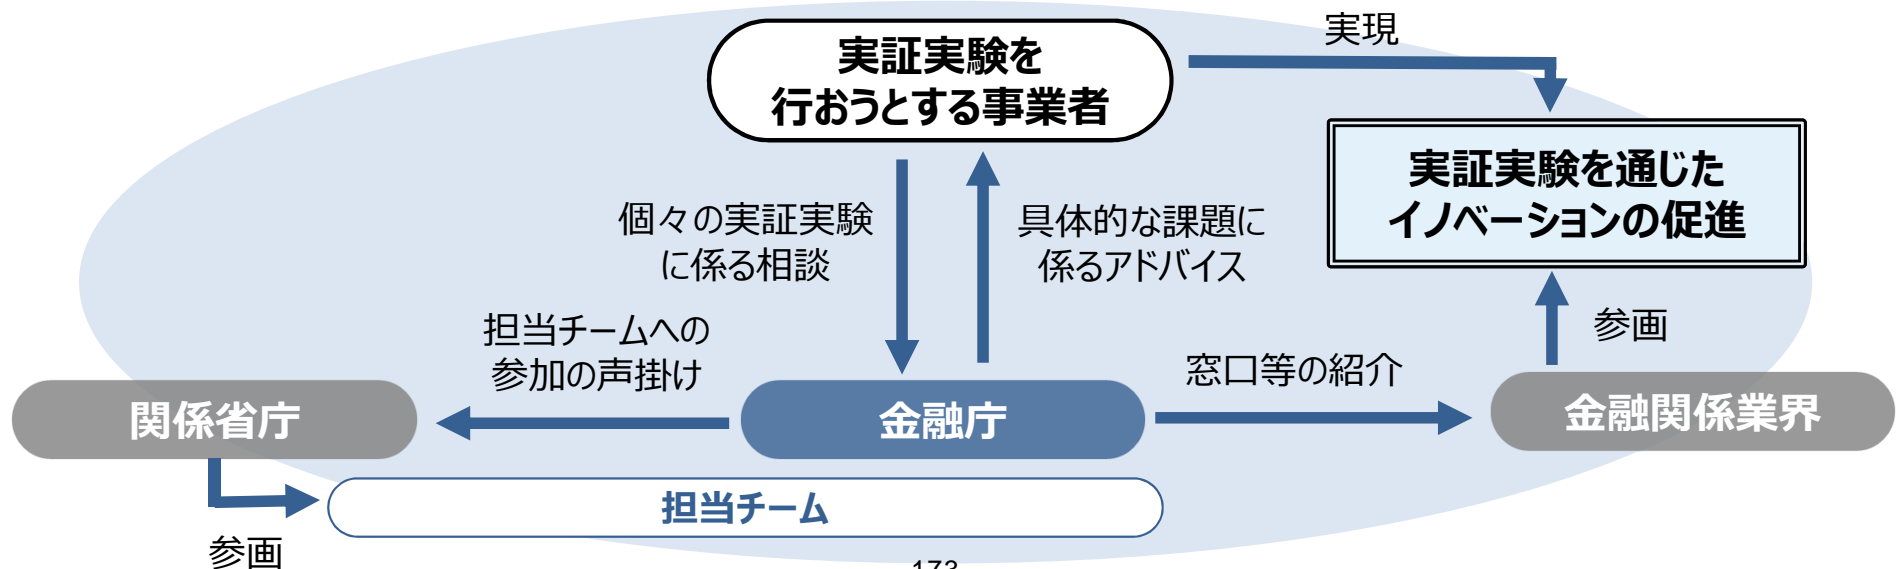 実現
実証実験を
行おうとする事業者
実証実験を通じた
イノベーションの促進
個々の実証実験
に係る相談
具体的な課題に
係るアドバイス
担当チームへの
参加の声掛け
窓口等の紹介
参画
関係省庁
金融庁
金融関係業界
担当チーム
参画
173